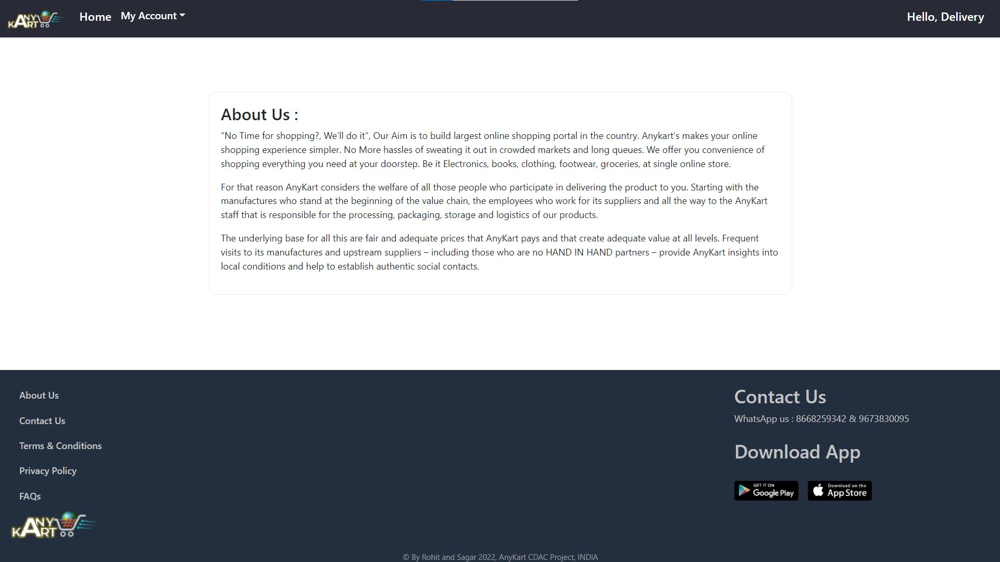 ANY KART
Home
My Account
Hello, Delivery
About Us :
“No Time for shopping?, We'll do it”, Our Aim is to build largest online shopping portal in the country. Anykart's makes your online
shopping experience simpler. No More hassles of sweating it out in crowded markets and long queues. We offer you convenience of
shopping everything you need at your doorstep. Be it Electronics, books, clothing, footwear, groceries, at single online store.
For that reason AnyKart considers the welfare of all those people who participate in delivering the product to you. Starting with the
manufactures who stand at the beginning of the value chain, the employees who work for its suppliers and all the way to the AnyKart
staff that is responsible for the processing, packaging, storage and logistics of our products.
The underlying base for all this are fair and adequate prices that AnyKart pays and that create adequate value at all levels. Frequent
visits to its manufactures and upstream suppliers – including those who are no HAND IN HAND partners – provide AnyKart insights into
local conditions and help to establish authentic social contacts.
About Us
Contact Us
Terms & Conditions
Privacy Policy
FAQs
ANY KART
Contact Us
WhatsApp us : 8668259342 & 9673830095
Download App
GET IT ON
Google Play
Download on the
App Store
© By Rohit and Sagar 2022, AnyKart CDAC Project, INDIA